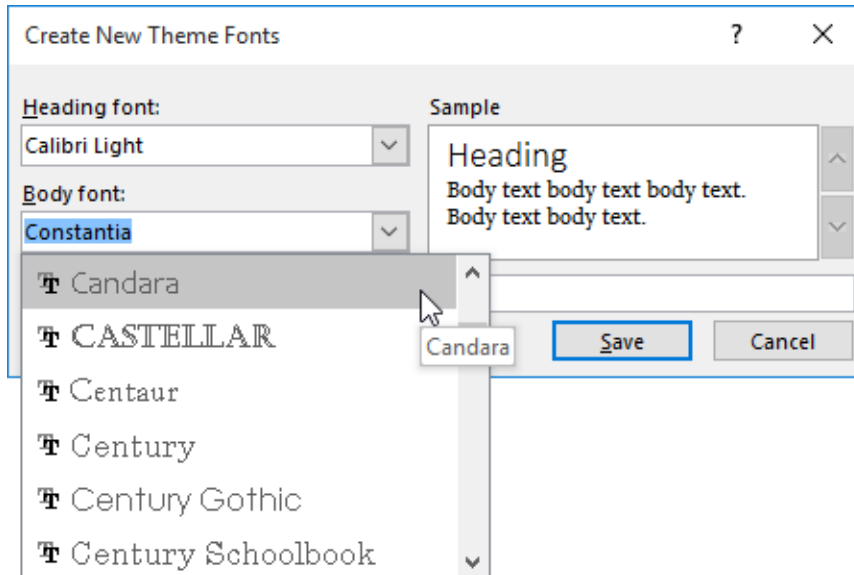 Create New Theme Fonts
?
Heading font:
Calibri Light
Body font:
Constantia
Sample
Heading
Body text body text body text.
Body text body text.
Candara
CASTELLAR
Centaur
Century
Century Gothic
Century Schoolbook
Candara
Save
Cancel